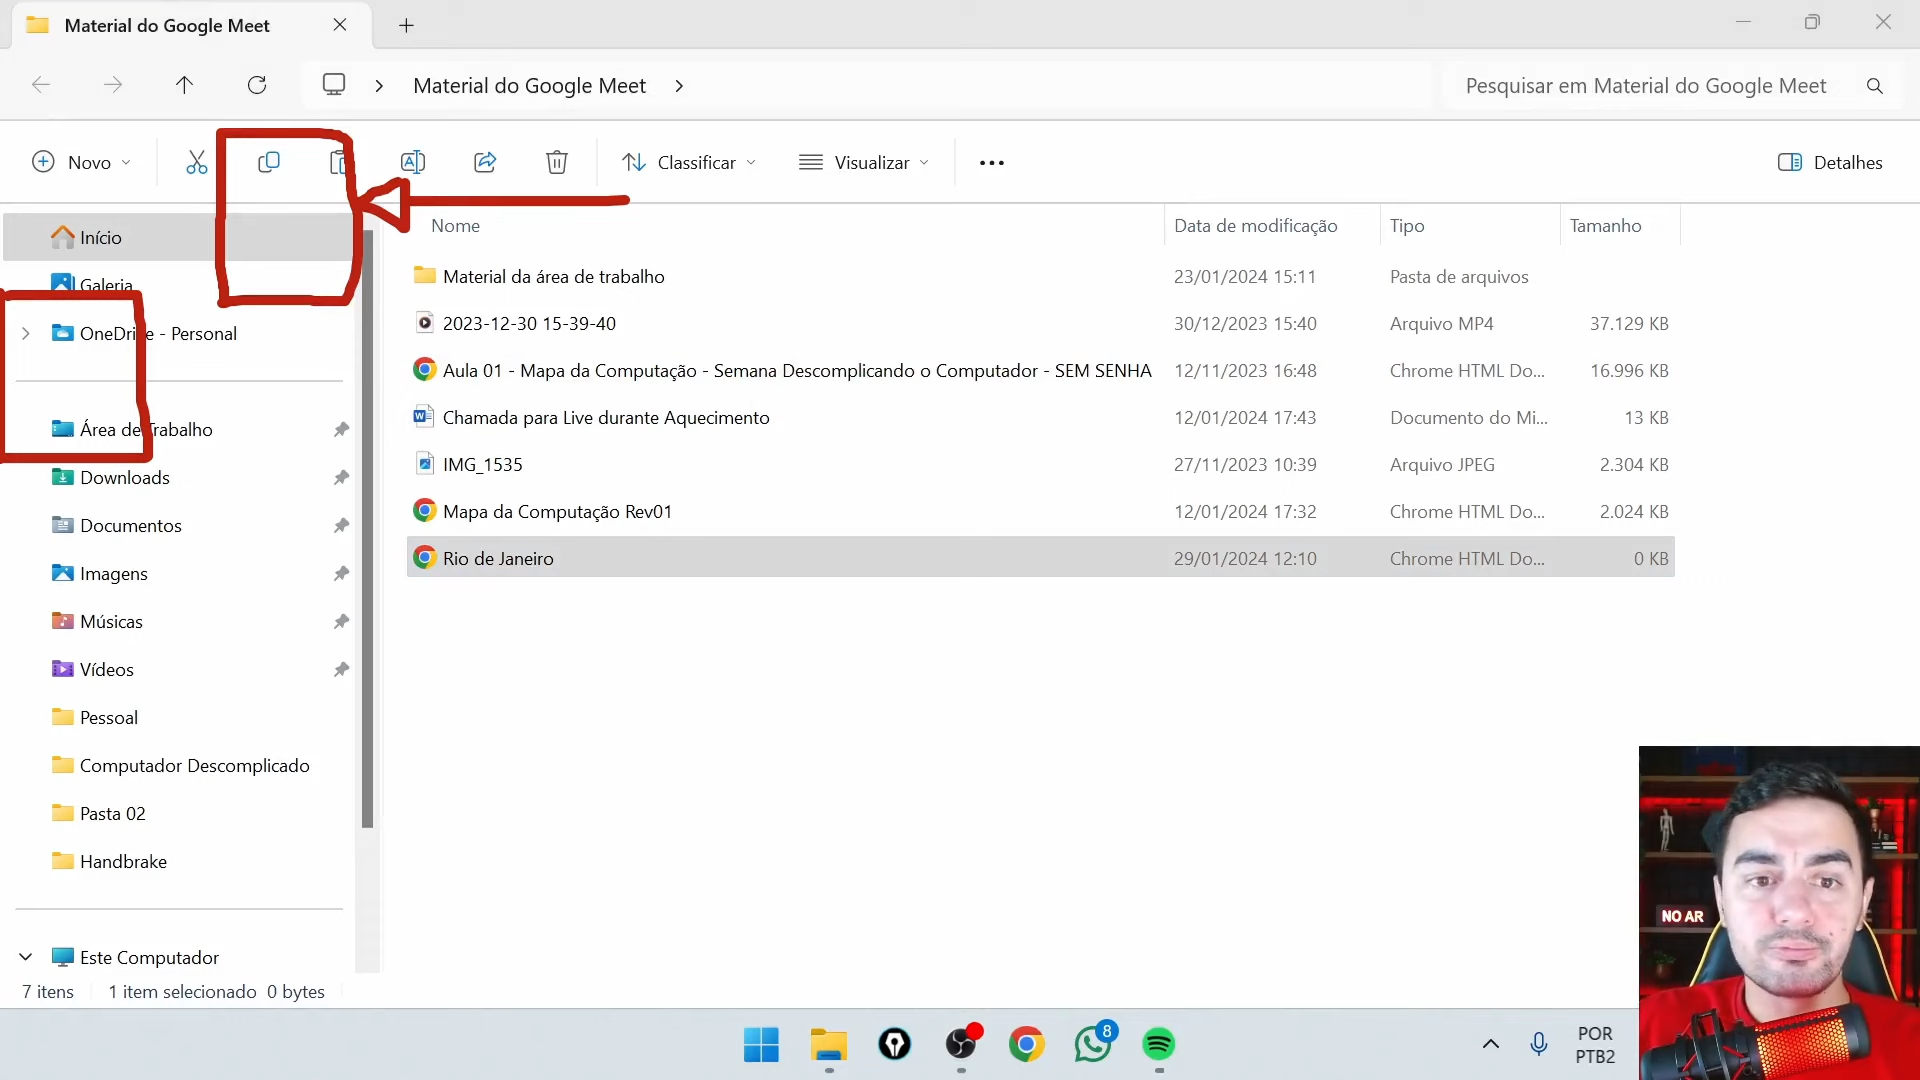 Material do Google Meet
Material do Google Meet
Pesquisar em Material do Google Meet
Novo
Classificar
Visualizar
Detalhes
Nome
Data de modificação
Tipo
Tamanho
Início
Galeria
OneDrive - Personal
Área de Trabalho
Downloads
Documentos
Imagens
Músicas
Vídeos
Pessoal
Computador Descomplicado
Pasta 02
Handbrake
Este Computador
Material da área de trabalho 23/01/2024 15:11 Pasta de arquivos
2023-12-30 15-39-40 30/12/2023 15:40 Arquivo MP4 37.129 KB
Aula 01 - Mapa da Computação - Semana Descomplicando o Computador - SEM SENHA 12/11/2023 16:48 Chrome HTML Do... 16.996 KB
Chamada para Live durante Aquecimento 12/01/2024 17:43 Documento do Mi... 13 KB
IMG_1535 27/11/2023 10:39 Arquivo JPEG 2.304 KB
Mapa da Computação Rev01 12/01/2024 17:32 Chrome HTML Do... 2.024 KB
Rio de Janeiro 29/01/2024 12:10 Chrome HTML Do... 0 KB
7 itens 1 item selecionado 0 bytes
8
POR
PTB2
NO AR